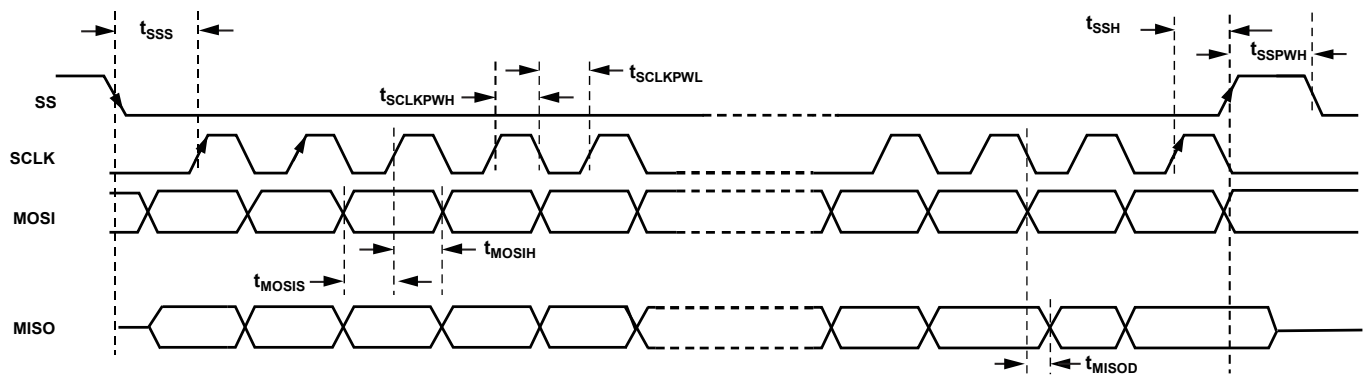 tSSS
tSSH
tSSPWH
tSCLKPWL
tSCLKPWH
SS
SCLK
MOSI
tMOSIH
tMOSIS
MISO
tMISOD